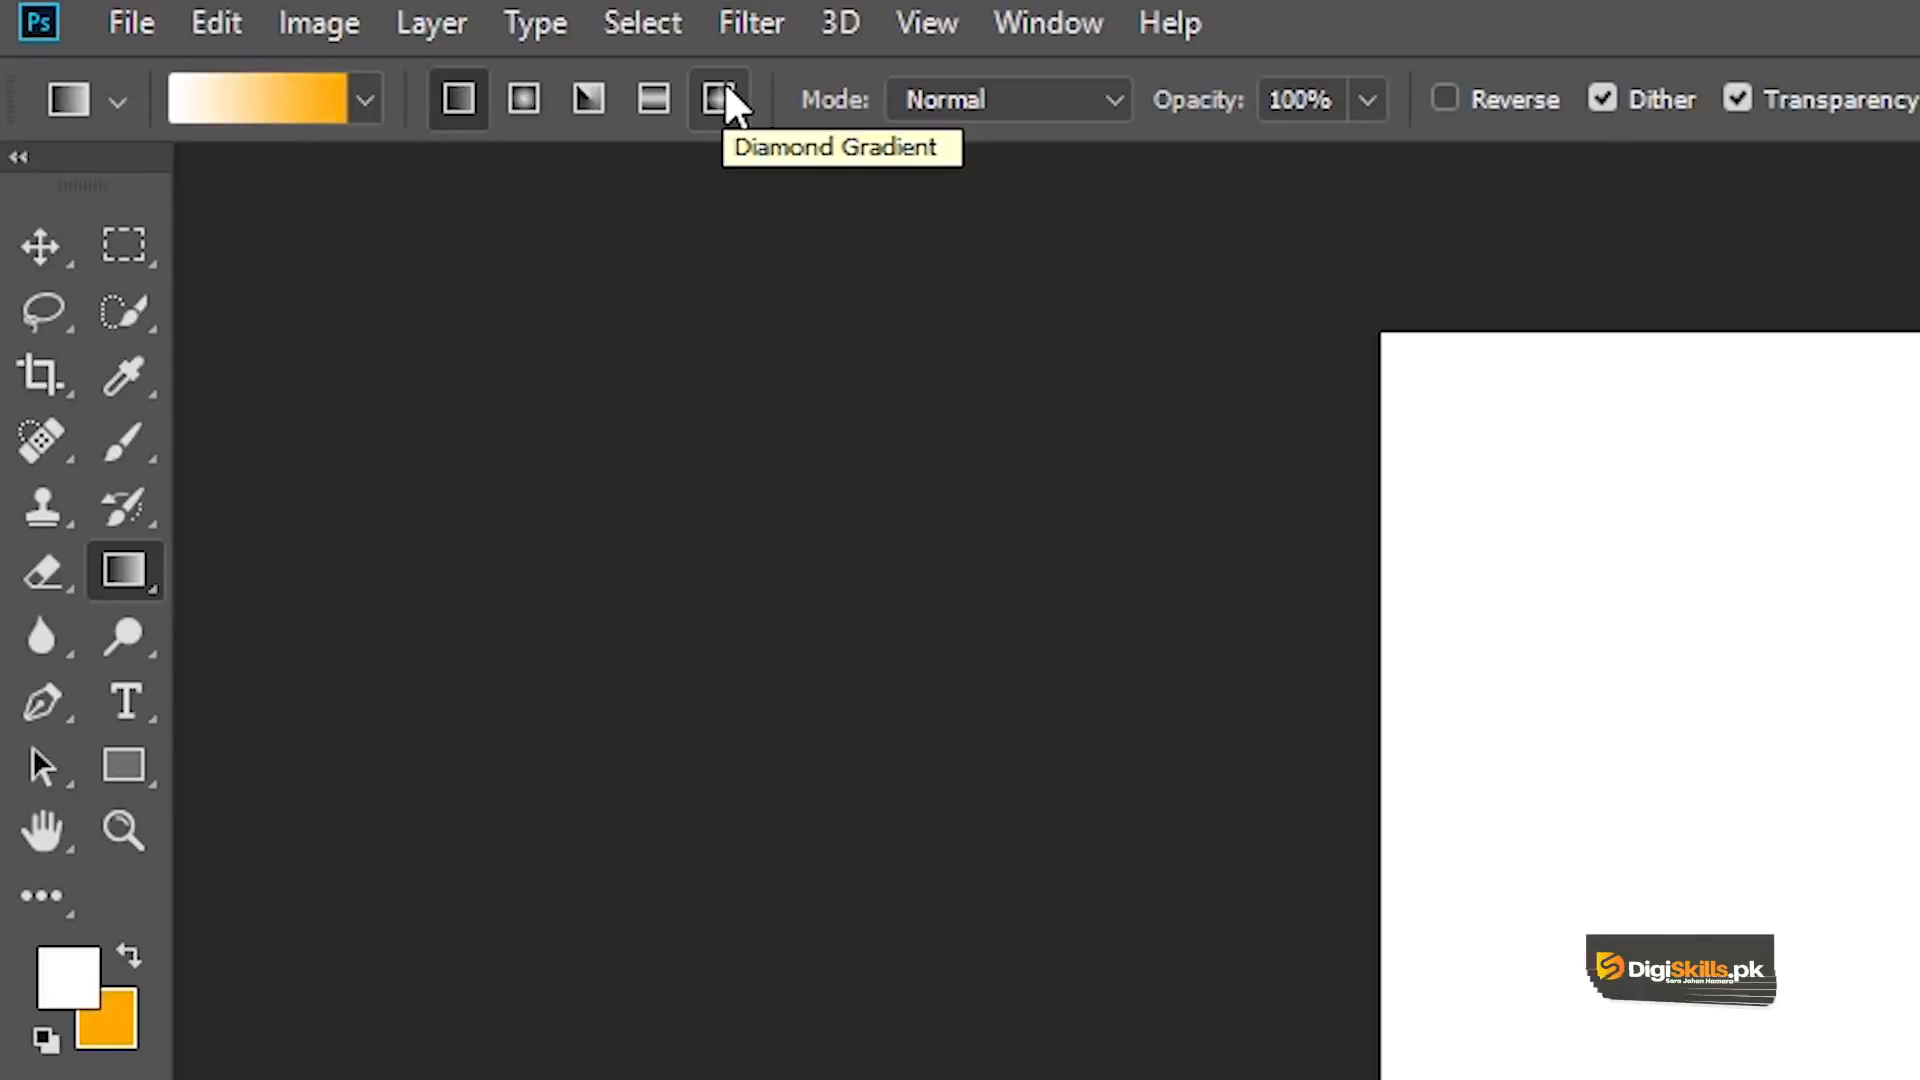 Ps File Edit Image Layer Type Select Filter 3D View Window Help
Mode: Normal Opacity: 100% Reverse Dither Transparency
Diamond Gradient
T
DigiSkills.pk
Sara Jahan Hamara